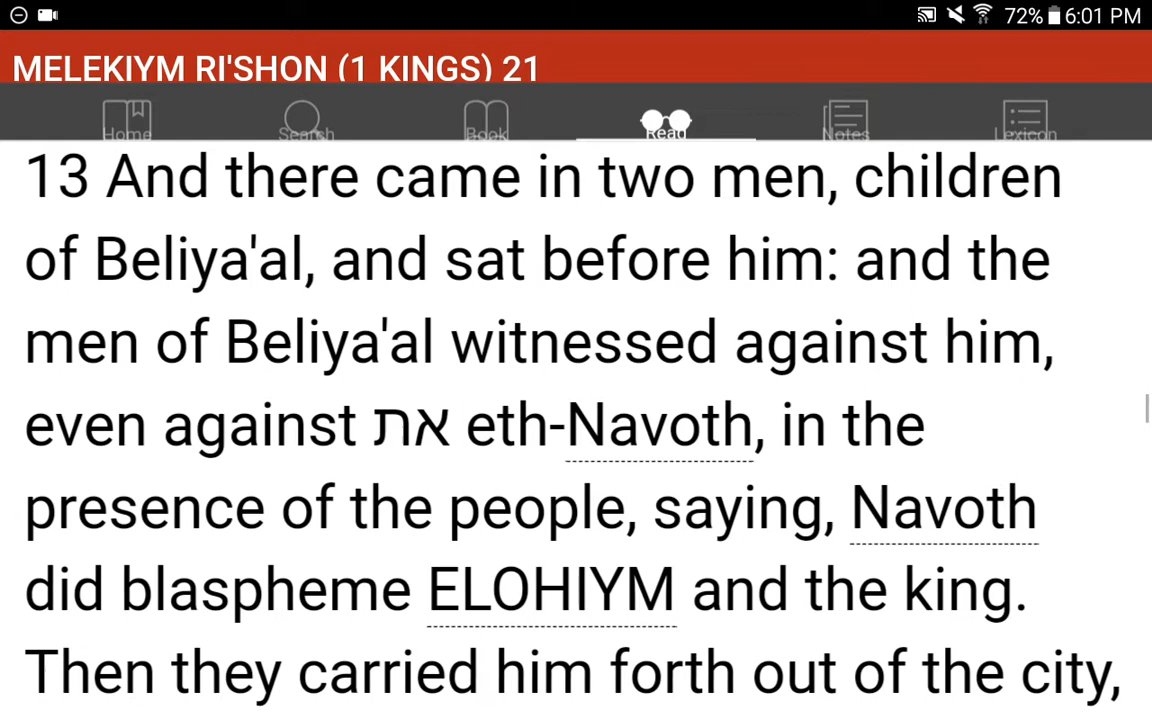 72% 6:01 PM
MELEKIYM RI'SHON (1 KINGS) 21
Home Search Book Read Notes Lexicon
13 And there came in two men, children
of Beliya'al, and sat before him: and the
men of Beliya'al witnessed against him,
even against את eth-Navoth, in the
presence of the people, saying, Navoth
did blaspheme ELOHIYM and the king.
Then they carried him forth out of the city,